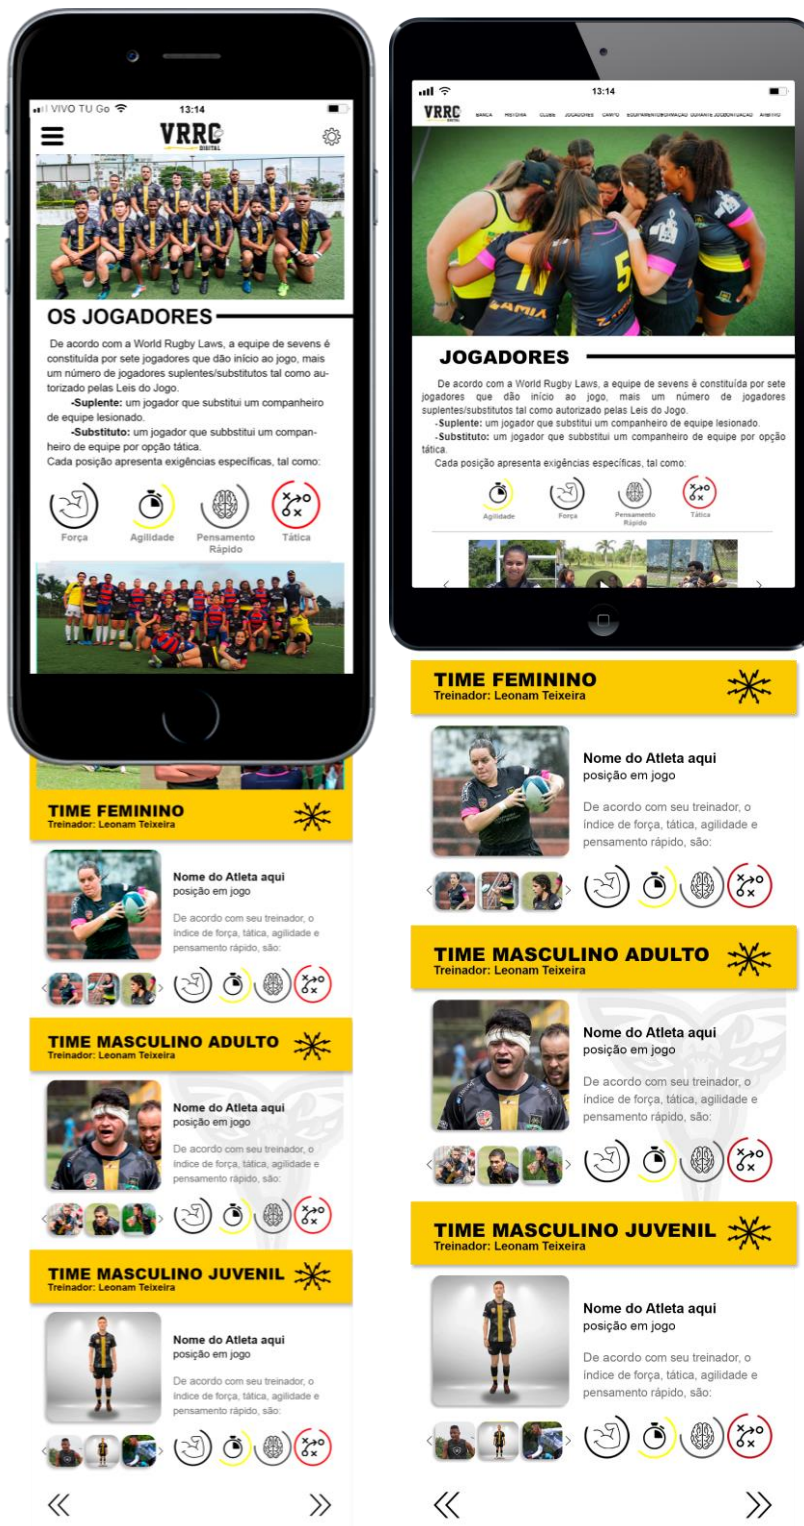 VIVO TU Go
13:14
VRRC
DIGITAL
OS JOGADORES
De acordo com a World Rugby Laws, a equipe de sevens é
constituída por sete jogadores que dão início ao jogo, mais
um número de jogadores suplentes/substitutos tal como au-
torizado pelas Leis do Jogo.
-Suplente: um jogador que substitui um companheiro
de equipe lesionado.
-Substituto: um jogador que subbstitui um compan-
heiro de equipe por opção tática.
Cada posição apresenta exigências específicas, tal como:
Força
Agilidade
Pensamento
Rápido
Tática
TIME FEMININO
Treinador: Leonam Teixeira
Nome do Atleta aqui
posição em jogo
De acordo com seu treinador, o
índice de força, tática, agilidade e
pensamento rápido, são:
TIME MASCULINO ADULTO
Treinador: Leonam Teixeira
Nome do Atleta aqui
posição em jogo
De acordo com seu treinador, o
índice de força, tática, agilidade e
pensamento rápido, são:
TIME MASCULINO JUVENIL
Treinador: Leonam Teixeira
Nome do Atleta aqui
posição em jogo
De acordo com seu treinador, o
índice de força, tática, agilidade e
pensamento rápido, são:
13:14
VRRC
DIGITAL
BARCA HISTÓRIA CLUBE JOGADORES CAMPO
11
5
ZAMIA
JOGADORES
De acordo com a World Rugby Laws, a equipe de sevens é constituída por sete
jogadores que dão início ao jogo, mais um número de jogadores
suplentes/substitutos tal como autorizado pelas Leis do Jogo.
-Suplente: um jogador que substitui um companheiro de equipe lesionado.
-Substituto: um jogador que subbstitui um companheiro de equipe por opção
tática.
Cada posição apresenta exigências específicas, tal como:
Agilidade
Força
Pensamento
Rápido
Tática
TIME FEMININO
Treinador: Leonam Teixeira
Nome do Atleta aqui
posição em jogo
De acordo com seu treinador, o
índice de força, tática, agilidade e
pensamento rápido, são:
TIME MASCULINO ADULTO
Treinador: Leonam Teixeira
Nome do Atleta aqui
posição em jogo
De acordo com seu treinador, o
índice de força, tática, agilidade e
pensamento rápido, são:
TIME MASCULINO JUVENIL
Treinador: Leonam Teixeira
Nome do Atleta aqui
posição em jogo
De acordo com seu treinador, o
índice de força, tática, agilidade e
pensamento rápido, são: